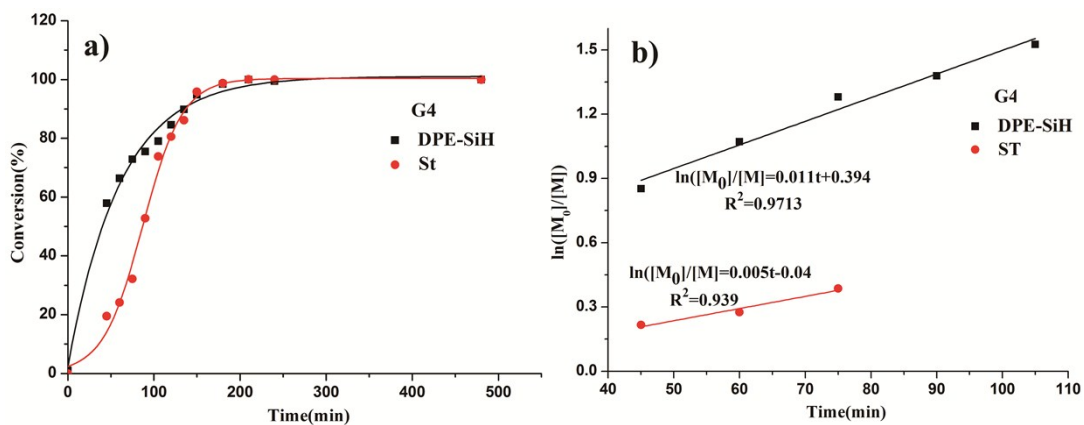 a)
120
100
80
60
40
20
0
Conversion(%)
G4
DPE-SiH
St
0 100 200 300 400 500
Time(min)
b)
1.5
1.2
0.9
0.6
0.3
0.0
ln([M₀]/[M])
G4
DPE-SiH
ST
ln([M₀]/[M]=0.011t+0.394
R²=0.9713
ln([M₀]/[M]=0.005t-0.04
R²=0.939
40 50 60 70 80 90 100 110
Time(min)